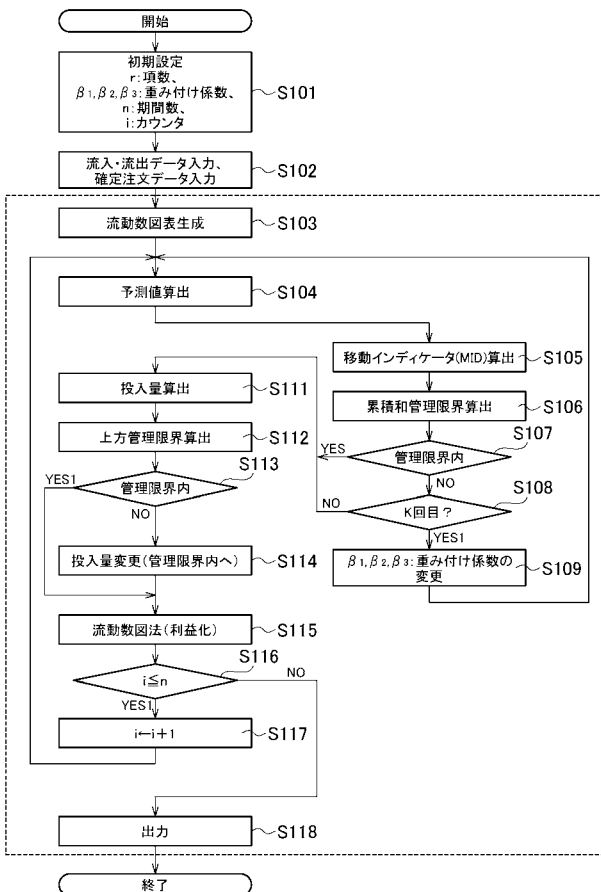 開始
初期設定
r:項数、
β1,β2,β3:重み付け係数、
n:期間数、
i:カウンタ
S101
流入・流出データ入力、
確定注文データ入力
S102
流動数図表生成
S103
予測値算出
S104
移動インディケータ(MID)算出
S105
累積和管理限界算出
S106
管理限界内
S107
YES
NO
K回目?
S108
NO
YES1
β1,β2,β3:重み付け係数の
変更
S109
投入量算出
S111
上方管理限界算出
S112
管理限界内
S113
YES1
NO
投入量変更(管理限界内へ)
S114
流動数図法(利益化)
S115
i≦n
S116
NO
YES1
i←i+1
S117
出力
S118
終了